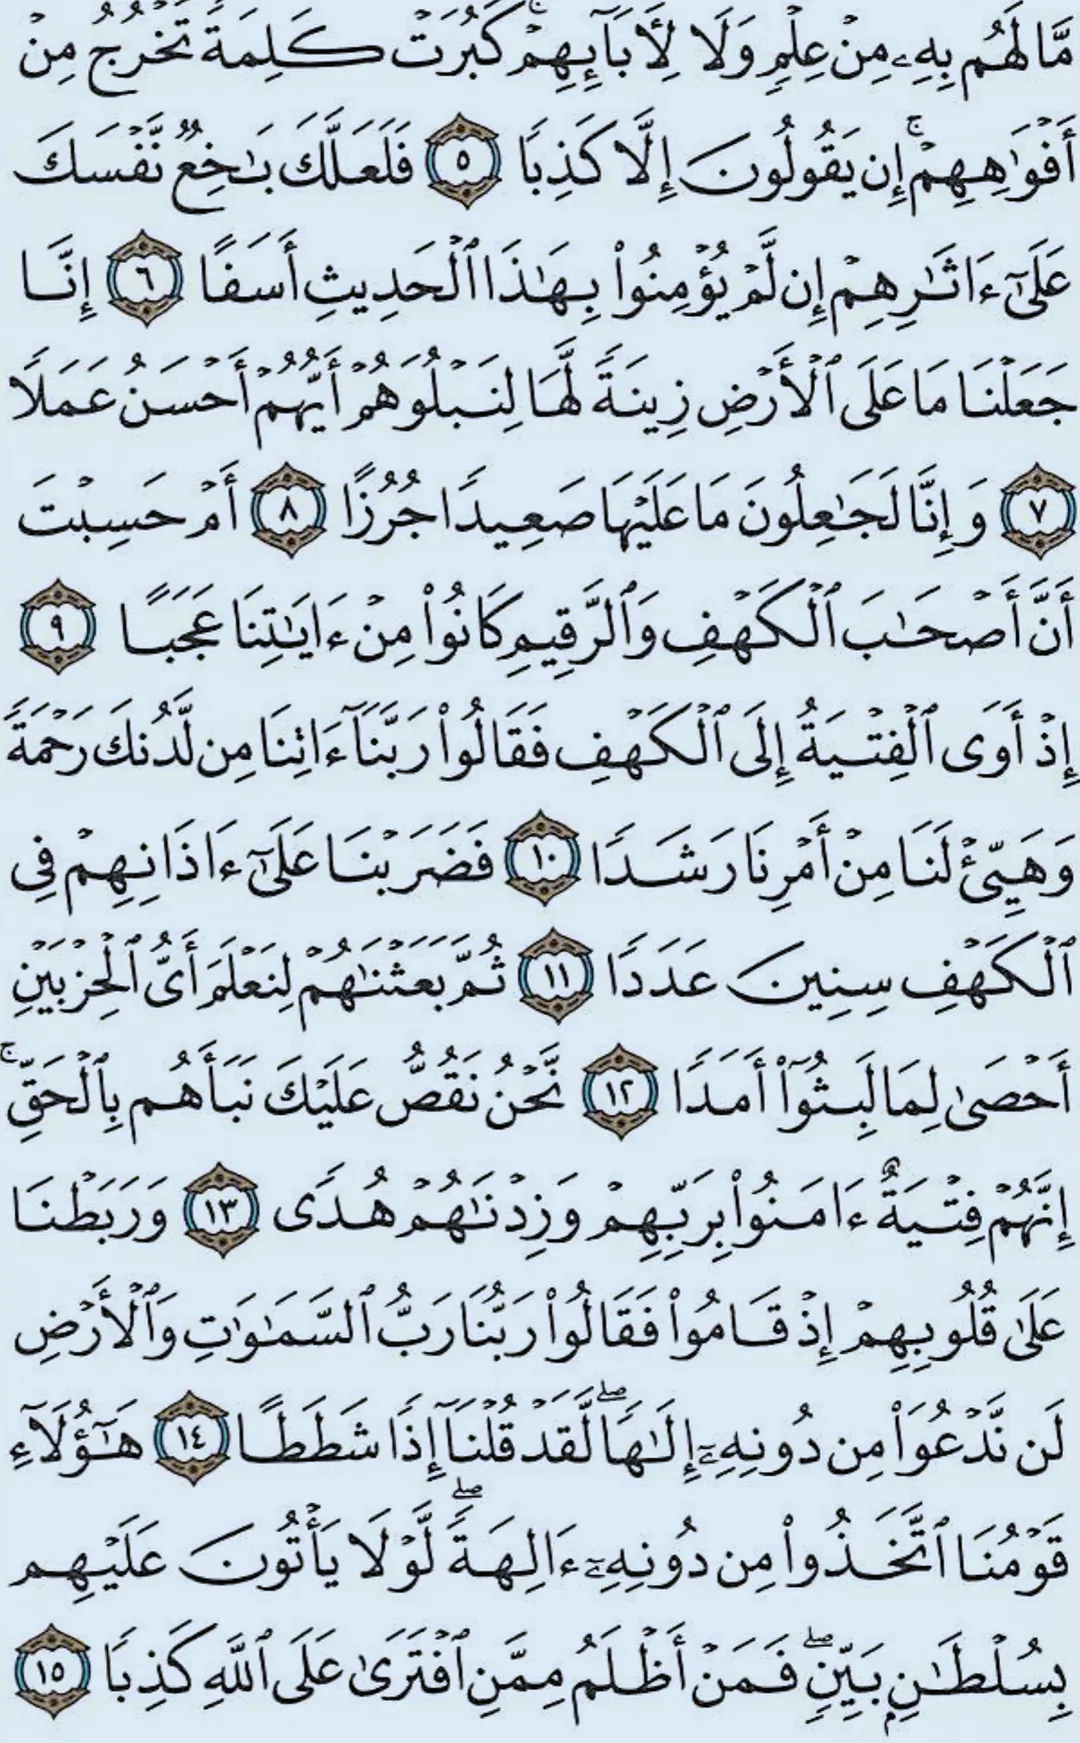 مَّا لَهُم بِهِۦ مِنْ عِلْمٍ وَلَا لِأَبَآئِهِمْ ۚ كَبُرَتْ كَلِمَةً تَخْرُجُ مِنْ
أَفْوَٰهِهِمْ ۚ إِن يَقُولُونَ إِلَّا كَذِبًا ٥ فَلَعَلَّكَ بَـٰخِعٌ نَّفْسَكَ
عَلَىٰٓ ءَاثَـٰرِهِمْ إِن لَّمْ يُؤْمِنُوا۟ بِهَـٰذَا ٱلْحَدِيثِ أَسَفًا ٦ إِنَّا
جَعَلْنَا مَا عَلَى ٱلْأَرْضِ زِينَةً لَّهَا لِنَبْلُوَهُمْ أَيُّهُمْ أَحْسَنُ عَمَلًا
٧ وَإِنَّا لَجَـٰعِلُونَ مَا عَلَيْهَا صَعِيدًا جُرُزًا ٨ أَمْ حَسِبْتَ
أَنَّ أَصْحَـٰبَ ٱلْكَهْفِ وَٱلرَّقِيمِ كَانُوا۟ مِنْ ءَايَـٰتِنَا عَجَبًا ٩
إِذْ أَوَى ٱلْفِتْيَةُ إِلَى ٱلْكَهْفِ فَقَالُوا۟ رَبَّنَآ ءَاتِنَا مِن لَّدُنكَ رَحْمَةً
وَهَيِّئْ لَنَا مِنْ أَمْرِنَا رَشَدًا ١٠ فَضَرَبْنَا عَلَىٰٓ ءَاذَانِهِمْ فِى
ٱلْكَهْفِ سِنِينَ عَدَدًا ١١ ثُمَّ بَعَثْنَـٰهُمْ لِنَعْلَمَ أَىُّ ٱلْحِزْبَيْنِ
أَحْصَىٰ لِمَا لَبِثُوٓا۟ أَمَدًا ١٢ نَّحْنُ نَقُصُّ عَلَيْكَ نَبَأَهُم بِٱلْحَقِّ ۚ
إِنَّهُمْ فِتْيَةٌ ءَامَنُوا۟ بِرَبِّهِمْ وَزِدْنَـٰهُمْ هُدًى ١٣ وَرَبَطْنَا
عَلَىٰ قُلُوبِهِمْ إِذْ قَامُوا۟ فَقَالُوا۟ رَبُّنَا رَبُّ ٱلسَّمَـٰوَٰتِ وَٱلْأَرْضِ
لَن نَّدْعُوَا۟ مِن دُونِهِۦٓ إِلَـٰهًا ۖ لَّقَدْ قُلْنَآ إِذًا شَطَطًا ١٤ هَـٰٓؤُلَآءِ
قَوْمُنَا ٱتَّخَذُوا۟ مِن دُونِهِۦٓ ءَالِهَةً ۖ لَّوْلَا يَأْتُونَ عَلَيْهِم
بِسُلْطَـٰنٍۭ بَيِّنٍ ۖ فَمَنْ أَظْلَمُ مِمَّنِ ٱفْتَرَىٰ عَلَى ٱللَّهِ كَذِبًا ١٥